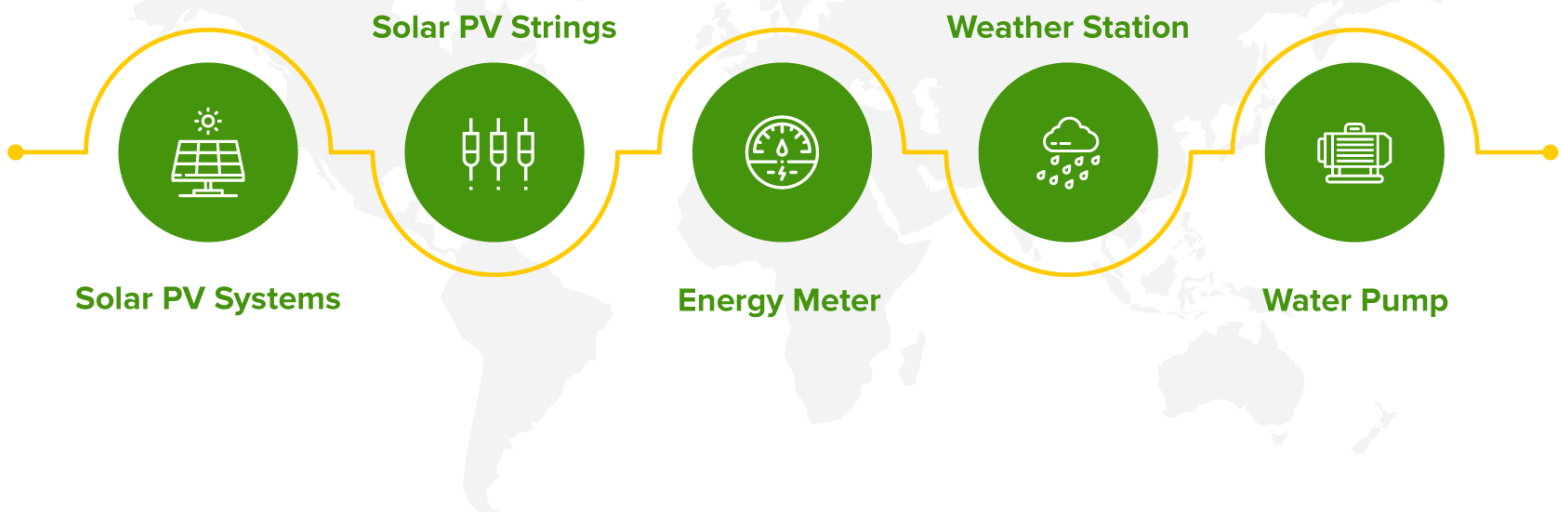 Solar PV Strings
Weather Station
Solar PV Systems
Energy Meter
Water Pump